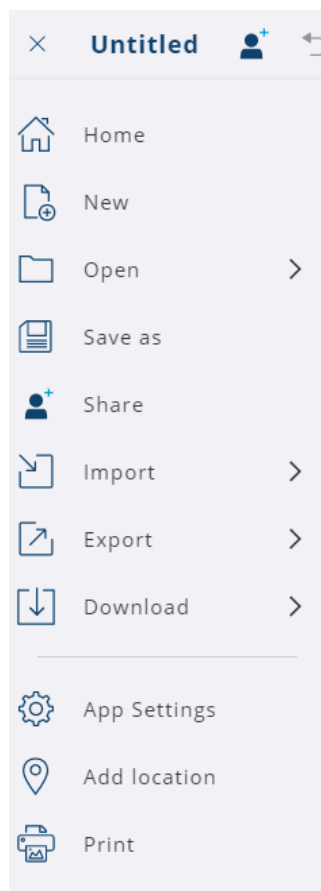 Untitled
Home
New
Open
Save as
Share
Import
Export
Download
App Settings
Add location
Print